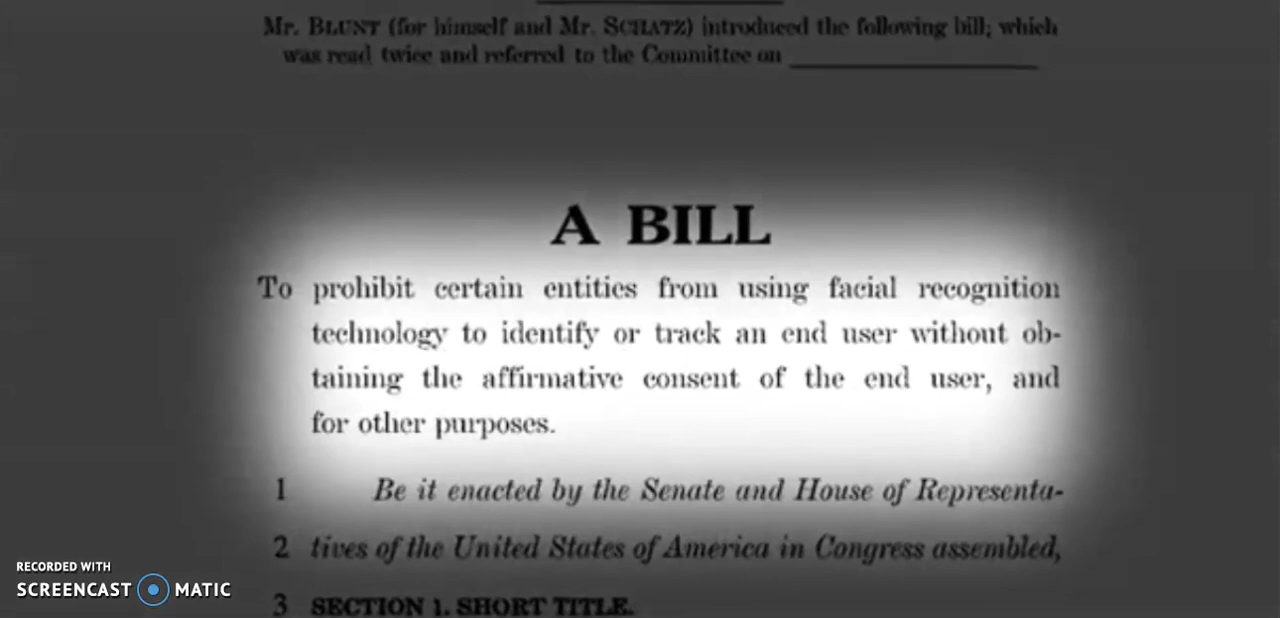 Mr. BLUNT (for himself and Mr. SCHATZ) introduced the following bill; which
was read twice and referred to the Committee on
A BILL
To prohibit certain entities from using facial recognition
technology to identify or track an end user without ob-
taining the affirmative consent of the end user, and
for other purposes.
1 Be it enacted by the Senate and House of Representa-
2 tives of the United States of America in Congress assembled,
3 SECTION 1. SHORT TITLE.
RECORDED WITH
SCREENCAST MATIC